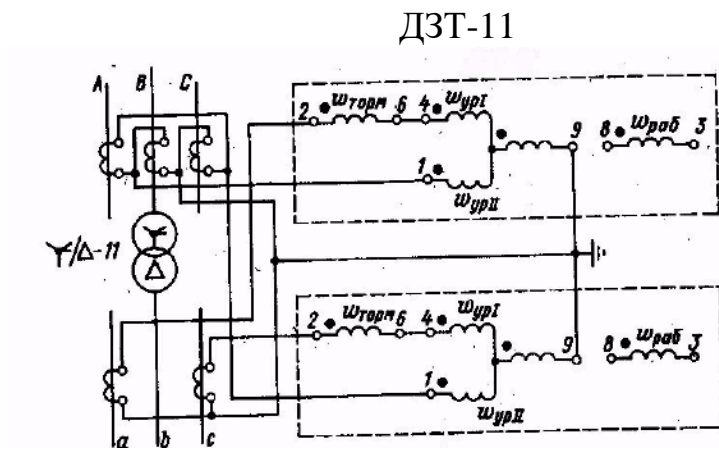 ДЗТ-11
A B C
2 wторм 6 4 wурI 9 8 wраб 3
1 wурII
Y/Δ-11
2 wторм 6 4 wурI 9 8 wраб 3
1 wурII
a b c